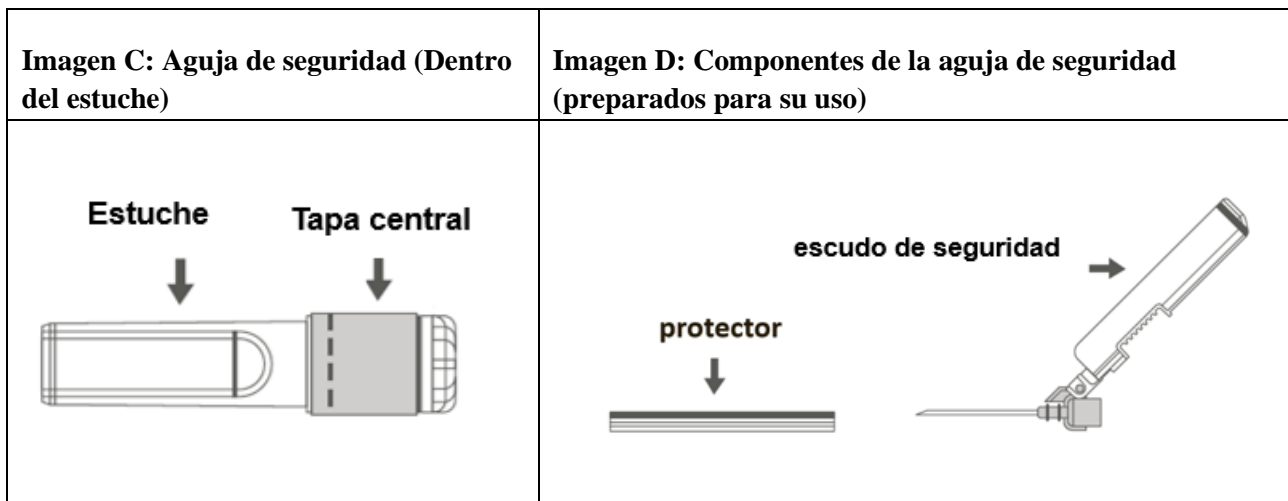 Imagen C: Aguja de seguridad (Dentro
del estuche)
Imagen D: Componentes de la aguja de seguridad
(preparados para su uso)
Estuche
Tapa central
escudo de seguridad
protector